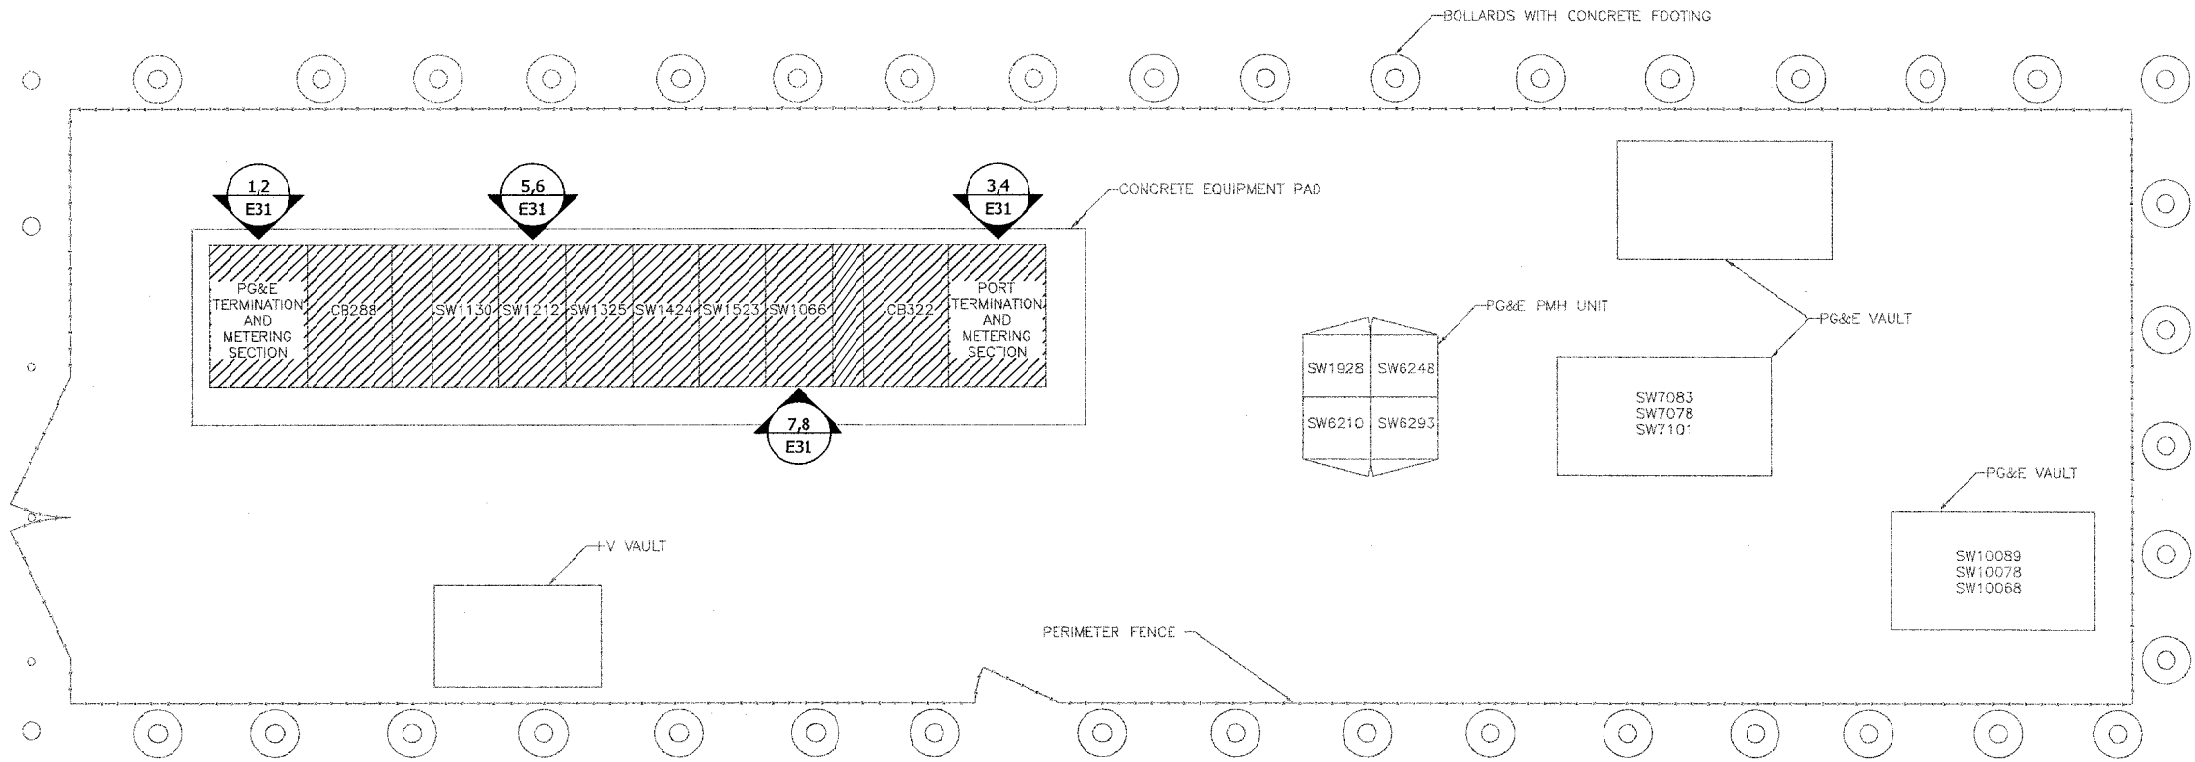 BOLLARDS WITH CONCRETE FOOTING
1,2
E31
5,6
E31
3,4
E31
CONCRETE EQUIPMENT PAD
PG&E
TERMINATION
AND
METERING
SECTION
CB288
SW1130
SW1212
SW1325
SW1424
SW1523
SW1066
CB322
PORT
TERMINATION
AND
METERING
SECTION
PG&E PMH UNIT
PG&E VAULT
SW1928
SW6248
SW6210
SW6293
SW7083
SW7078
SW7101
7,8
E31
PG&E VAULT
HV VAULT
SW10089
SW10078
SW10068
PERIMETER FENCE